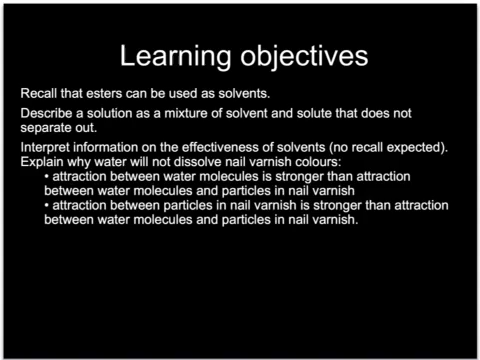 Learning objectives
Recall that esters can be used as solvents.
Describe a solution as a mixture of solvent and solute that does not
separate out.
Interpret information on the effectiveness of solvents (no recall expected).
Explain why water will not dissolve nail varnish colours:
• attraction between water molecules is stronger than attraction
between water molecules and particles in nail varnish
• attraction between particles in nail varnish is stronger than attraction
between water molecules and particles in nail varnish.